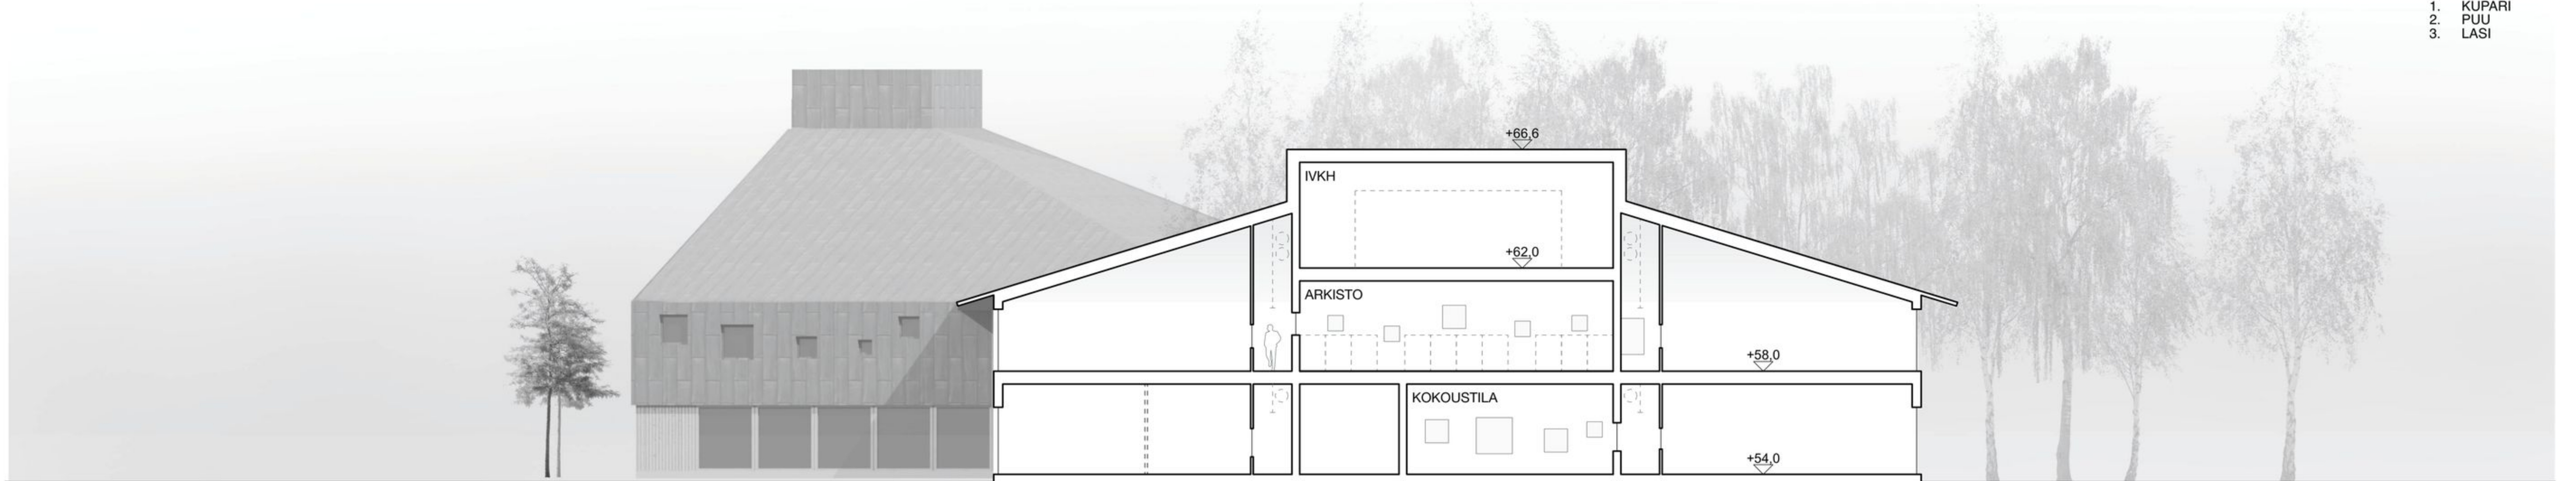 1. KUPARI
2. PUU
3. LASI
+66,6
IVKH
+62,0
ARKISTO
+58,0
KOKOUSTILA
+54,0